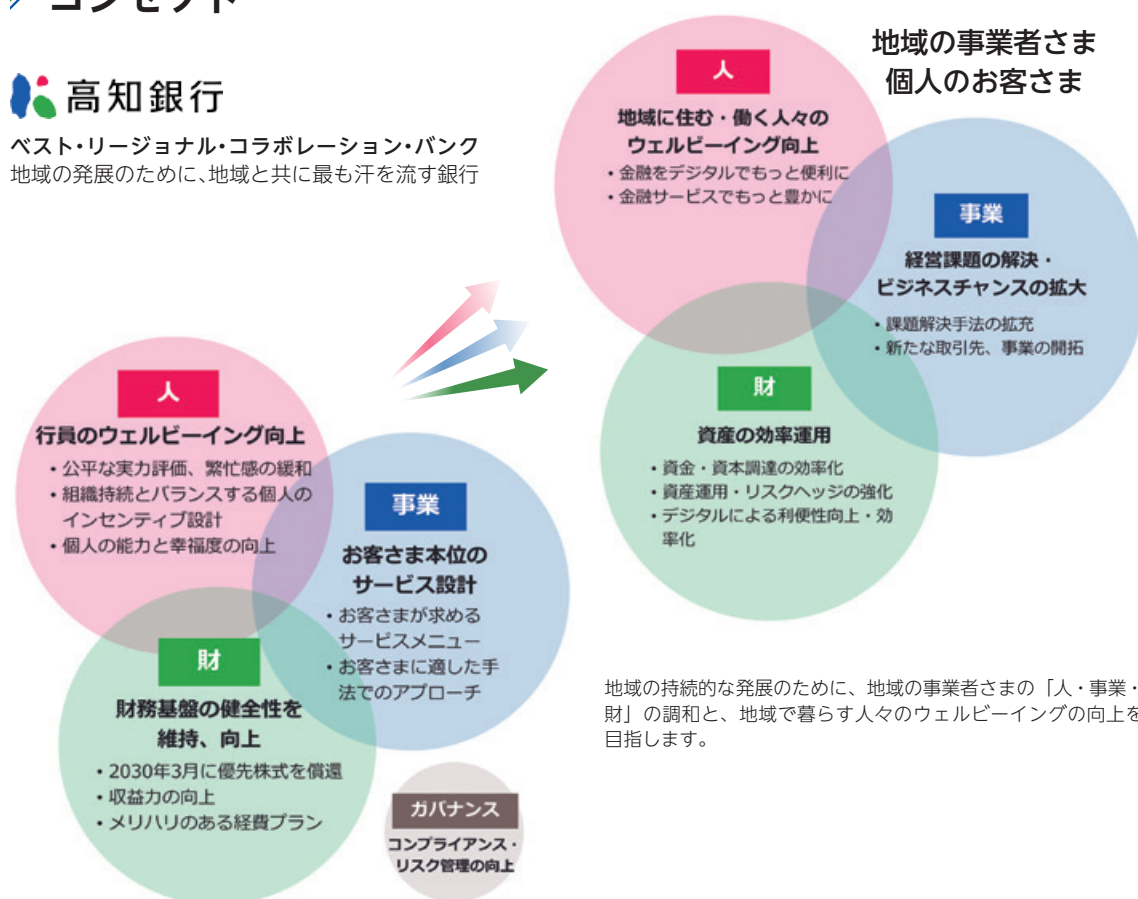 コンセプト
高知銀行
ベスト・リージョナル・コラボレーション・バンク
地域の発展のために、地域と共に最も汗を流す銀行
人
行員のウェルビーイング向上
・公平な実力評価、繁忙感の緩和
・組織持続とバランスする個人の
インセンティブ設計
・個人の能力と幸福度の向上
事業
お客さま本位の
サービス設計
・お客さまが求める
サービスメニュー
・お客さまに適した手
法でのアプローチ
財
財務基盤の健全性を
維持、向上
・2030年3月に優先株式を償還
・収益力の向上
・メリハリのある経費プラン
ガバナンス
コンプライアンス・
リスク管理の向上
地域の事業者さま
個人のお客さま
人
地域に住む・働く人々の
ウェルビーイング向上
・金融をデジタルでもっと便利に
・金融サービスでもっと豊かに
事業
経営課題の解決・
ビジネスチャンスの拡大
・課題解決手法の拡充
・新たな取引先、事業の開拓
財
資産の効率運用
・資金・資本調達の効率化
・資産運用・リスクヘッジの強化
・デジタルによる利便性向上・効
率化
地域の持続的な発展のために、地域の事業者さまの「人・事業・
財」の調和と、地域で暮らす人々のウェルビーイングの向上を
目指します。